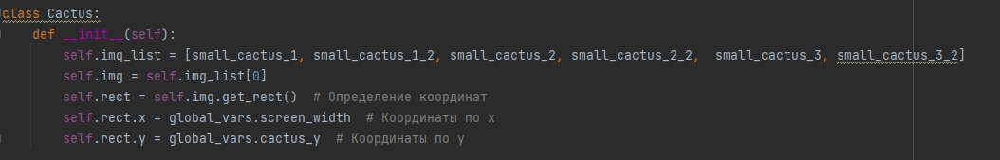 class Cactus:
    def __init__(self):
        self.img_list = [small_cactus_1, small_cactus_1_2, small_cactus_2, small_cactus_2_2,  small_cactus_3, small_cactus_3_2]
        self.img = self.img_list[0]
        self.rect = self.img.get_rect()  # Определение координат
        self.rect.x = global_vars.screen_width  # Координаты по x
        self.rect.y = global_vars.cactus_y  # Координаты по y